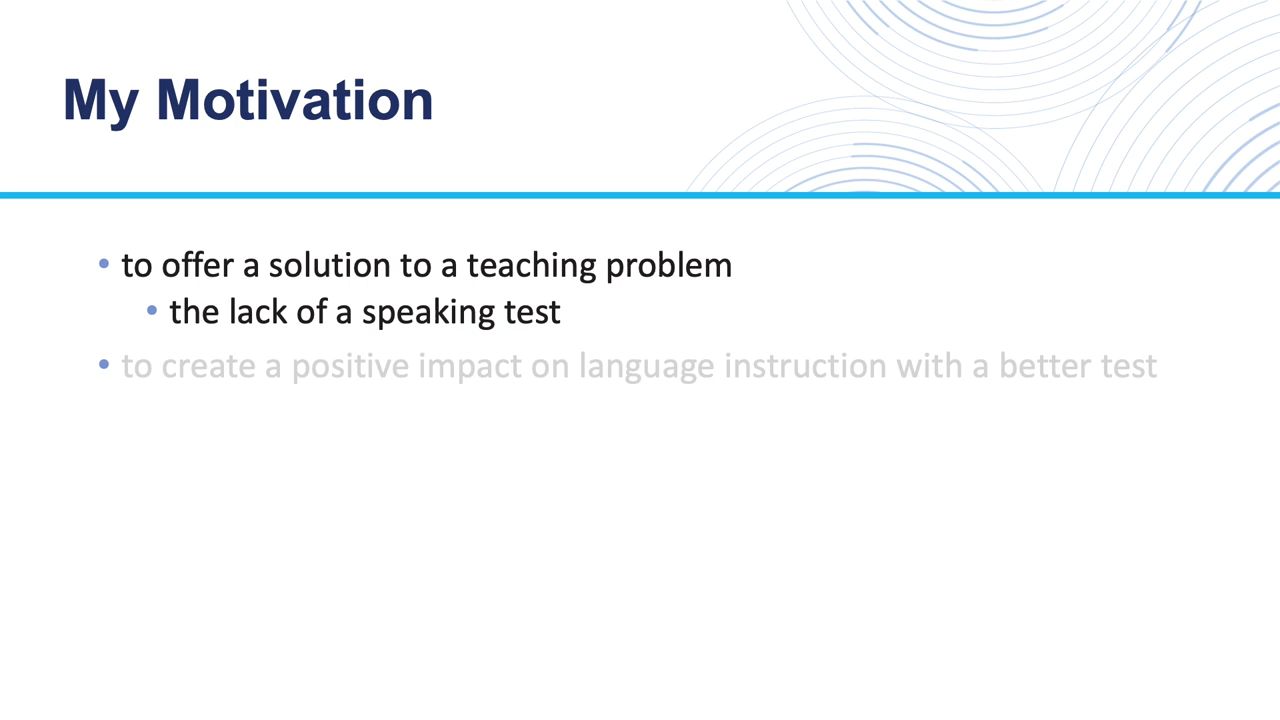 My Motivation
• to offer a solution to a teaching problem
• the lack of a speaking test
• to create a positive impact on language instruction with a better test